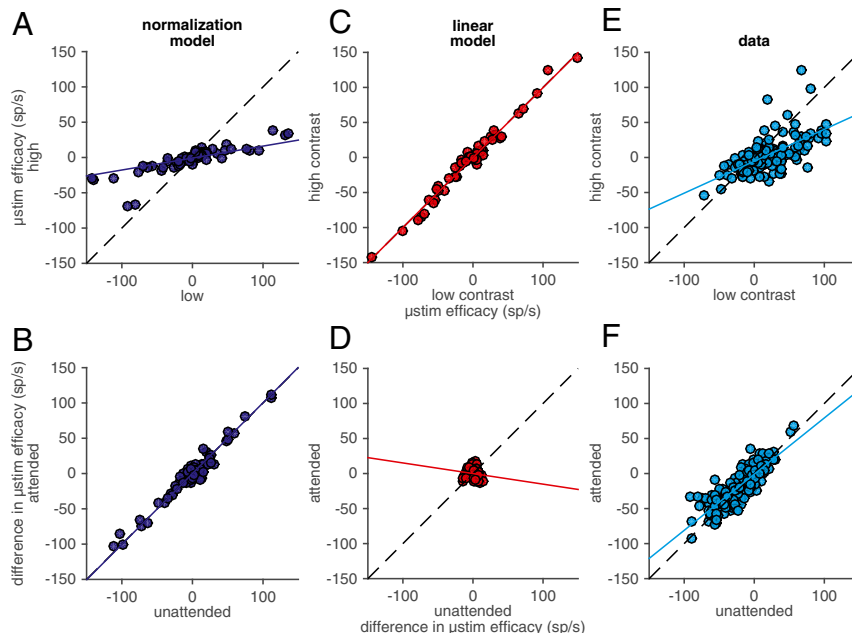 A
normalization
model
150
100
50
0
-50
-100
-150
µstim efficacy (sp/s)
high
-100
0
100
low
C
linear
model
150
100
50
0
-50
-100
-150
high contrast
-100
0
100
low contrast
µstim efficacy (sp/s)
E
data
150
100
50
0
-50
-100
-150
high contrast
-100
0
100
low contrast
B
150
100
50
0
-50
-100
-150
difference in µstim efficacy (sp/s)
attended
-100
0
100
unattended
D
150
100
50
0
-50
-100
-150
attended
-100
0
100
unattended
difference in µstim efficacy (sp/s)
F
150
100
50
0
-50
-100
-150
attended
-100
0
100
unattended